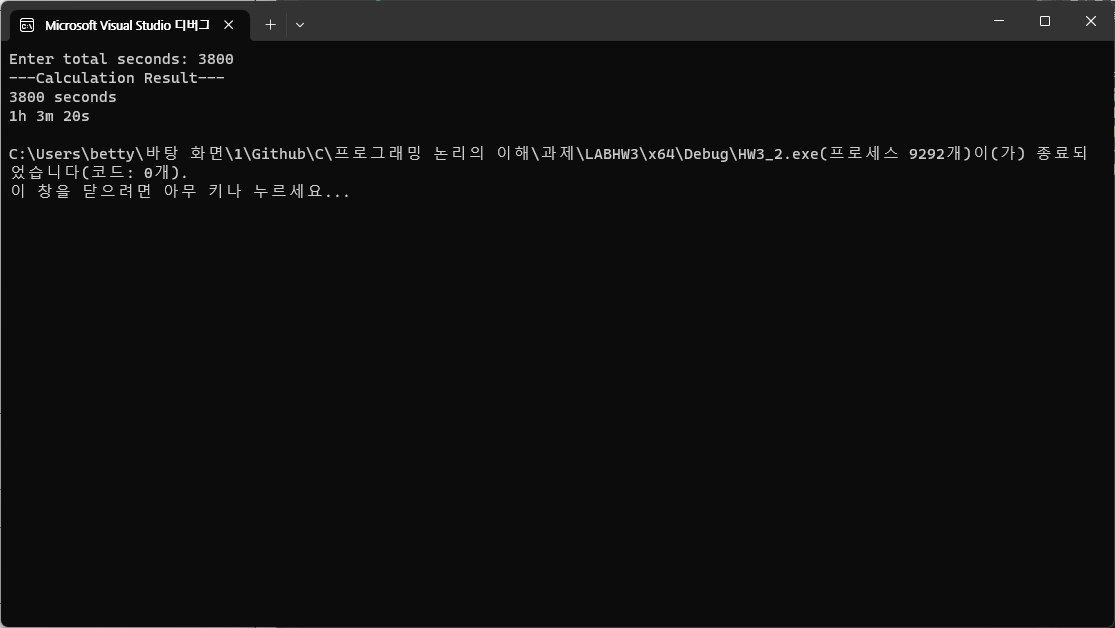 Microsoft Visual Studio 디버그
Enter total seconds: 3800
---Calculation Result---
3800 seconds
1h 3m 20s
C:\Users\betty\바탕 화면\1\Github\C\프로그래밍 논리의 이해\과제\LABHW3\x64\Debug\HW3_2.exe(프로세스 9292개)이(가) 종료되
었습니다(코드: 0개).
이 창을 닫으려면 아무 키나 누르세요...